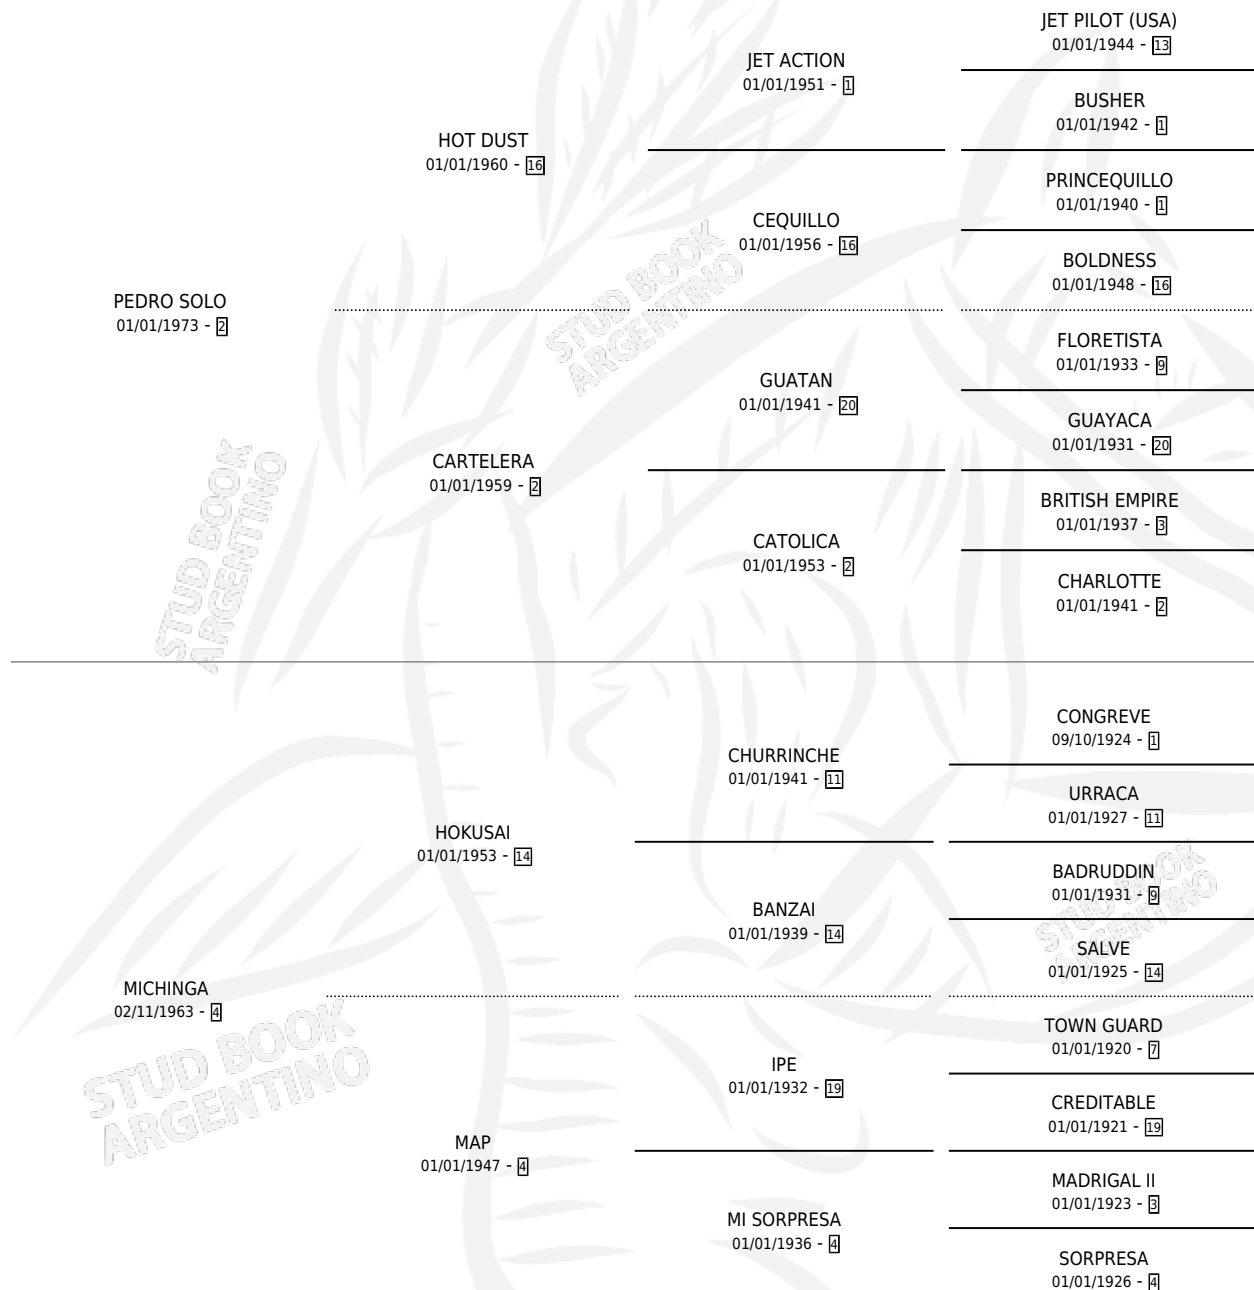 JET PILOT (USA)
01/01/1944 - 13
JET ACTION
01/01/1951 - 1
BUSHER
01/01/1942 - 1
HOT DUST
01/01/1960 - 16
PRINCEQUILLO
01/01/1940 - 1
CEQUILLO
01/01/1956 - 16
BOLDNESS
01/01/1948 - 16
PEDRO SOLO
01/01/1973 - 2
STUD BOOK
ARGENTINO
FLORETISTA
01/01/1933 - 9
GUATAN
01/01/1941 - 20
GUAYACA
01/01/1931 - 20
CARTELERA
01/01/1959 - 2
BRITISH EMPIRE
01/01/1937 - 3
CATOLICA
01/01/1953 - 2
CHARLOTTE
01/01/1941 - 2
STUD BOOK
ARGENTINO
CONGREVE
09/10/1924 - 1
CHURRINCHE
01/01/1941 - 11
URRACA
01/01/1927 - 11
HOKUSAI
01/01/1953 - 14
BADRUDDIN
01/01/1931 - 9
BANZAI
01/01/1939 - 14
SALVE
01/01/1925 - 14
STUD BOOK
ARGENTINO
MICHINGA
02/11/1963 - 4
TOWN GUARD
01/01/1920 - 7
IPE
01/01/1932 - 19
CREDITABLE
01/01/1921 - 19
STUD BOOK
ARGENTINO
MAP
01/01/1947 - 4
MADRIGAL II
01/01/1923 - 3
MI SORPRESA
01/01/1936 - 4
SORPRESA
01/01/1926 - 4